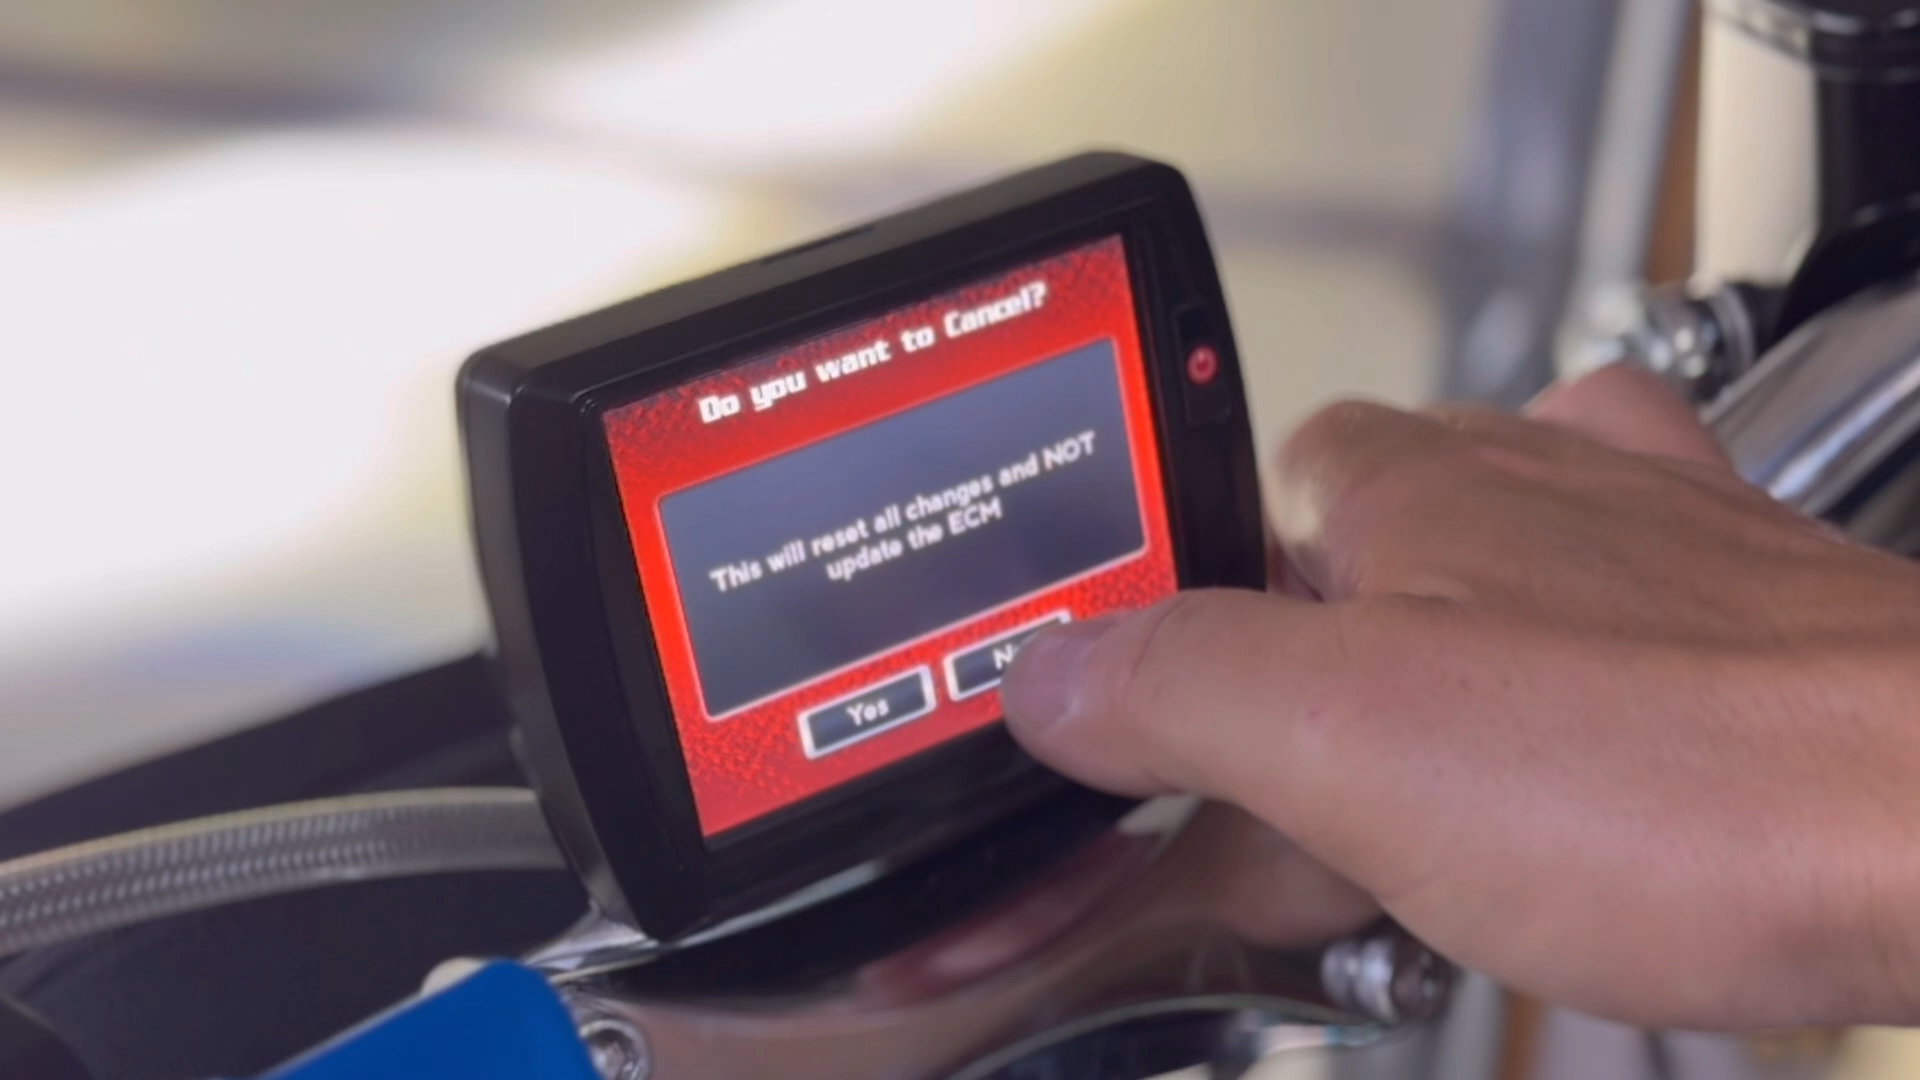 Do you want to Cancel?
This will reset all changes and NOT
update the ECM
Yes